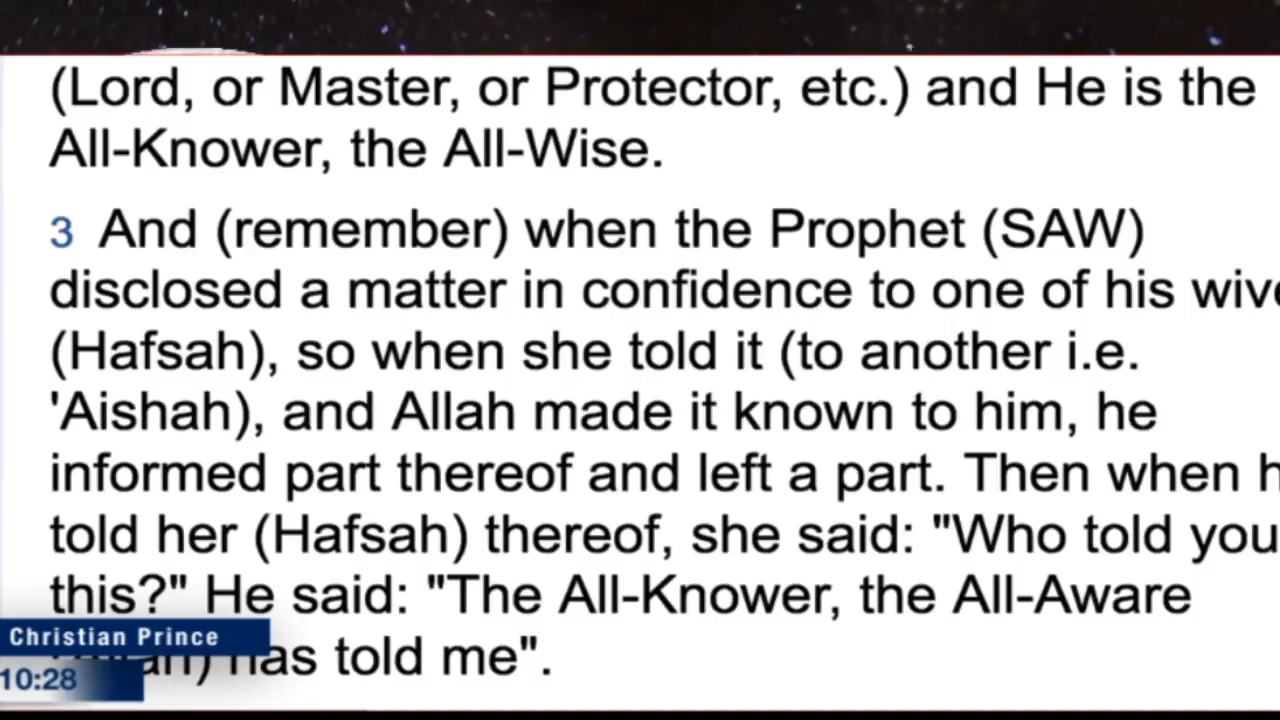 (Lord, or Master, or Protector, etc.) and He is the
All-Knower, the All-Wise.
3 And (remember) when the Prophet (SAW)
disclosed a matter in confidence to one of his
(Hafsah), so when she told it (to another i.e.
'Aishah), and Allah made it known to him, he
informed part thereof and left a part. Then when
told her (Hafsah) thereof, she said: "Who told you
this?" He said: "The All-Knower, the All-Aware
has told me".
Christian Prince
10:28